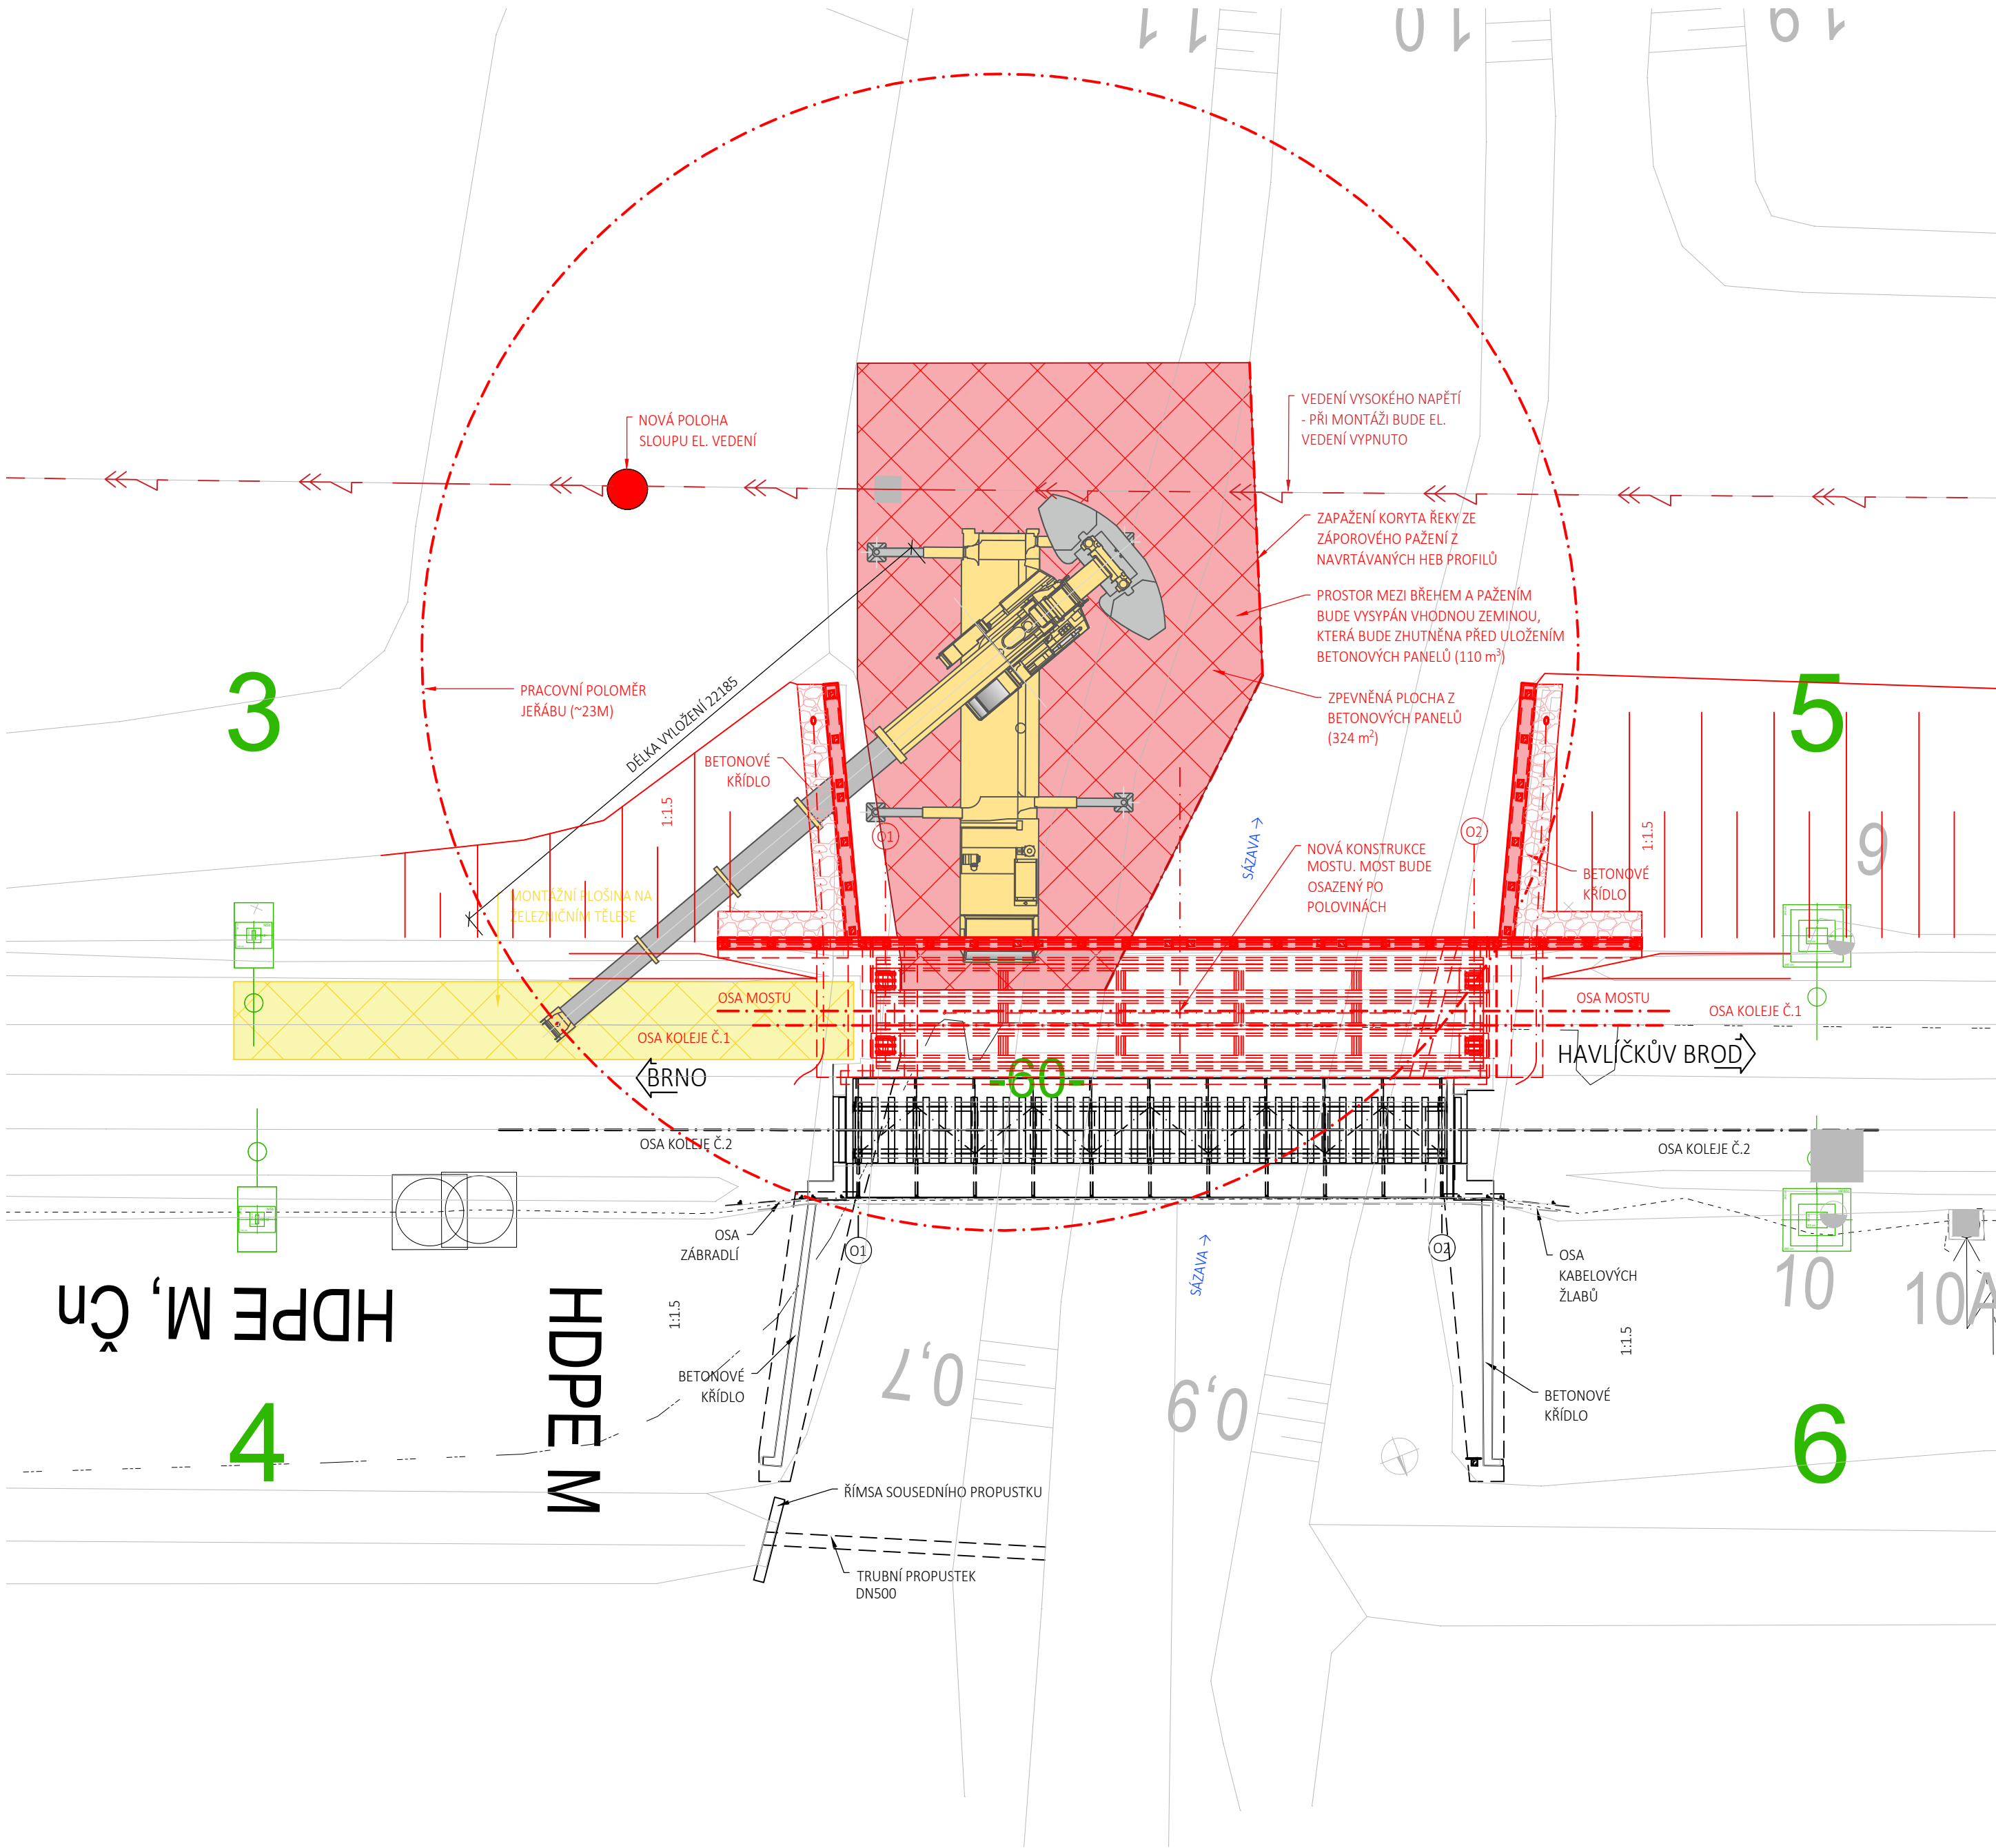 11
10
19
NOVÁ POLOHA
SLOUPU EL. VEDENÍ
VEDENÍ VYSOKÉHO NAPĚTÍ
- PŘI MONTÁŽI BUDE EL.
VEDENÍ VYPNUTO
ZAPAŽENÍ KORYTA ŘEKY ZE
ZÁPOROVÉHO PAŽENÍ Z
NAVRTÁVANÝCH HEB PROFILŮ
PROSTOR MEZI BŘEHEM A PAŽENÍM
BUDE VYSYPÁN VHODNOU ZEMINOU,
KTERÁ BUDE ZHUTNĚNA PŘED ULOŽENÍM
BETONOVÝCH PANELŮ (110 m³)
ZPEVNĚNÁ PLOCHA Z
BETONOVÝCH PANELŮ
(324 m²)
3
5
PRACOVNÍ POLOMĚR
JEŘÁBU (~23M)
DÉLKA VYLOŽENÍ 22185
BETONOVÉ
KŘÍDLO
1:1.5
O1
SÁZAVA →
O2
1:1.5
9
NOVÁ KONSTRUKCE
MOSTU. MOST BUDE
OSAZENÝ PO
POLOVINÁCH
BETONOVÉ
KŘÍDLO
MONTÁŽNÍ PLOŠINA NA
ŽELEZNIČNÍM TĚLESE
OSA MOSTU
OSA MOSTU
OSA KOLEJE Č.1
OSA KOLEJE Č.1
BRNO
-60-
HAVLÍČKŮV BROD
OSA KOLEJE Č.2
OSA KOLEJE Č.2
OSA
ZÁBRADLÍ
O1
SÁZAVA →
O2
OSA
KABELOVÝCH
ŽLABŮ
HDPE M, Čn
HDPE M
1:1.5
1:1.5
10
10A
BETONOVÉ
KŘÍDLO
0,7
0,9
BETONOVÉ
KŘÍDLO
4
6
ŘÍMSA SOUSEDNÍHO PROPUSTKU
TRUBNÍ PROPUSTEK
DN500